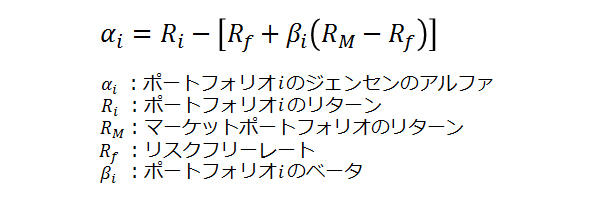 αᵢ = Rᵢ − [R_f + βᵢ(R_M − R_f)]
αᵢ ：ポートフォリオiのジェンセンのアルファ
Rᵢ ：ポートフォリオiのリターン
R_M：マーケットポートフォリオのリターン
R_f ：リスクフリーレート
βᵢ ：ポートフォリオiのベータ